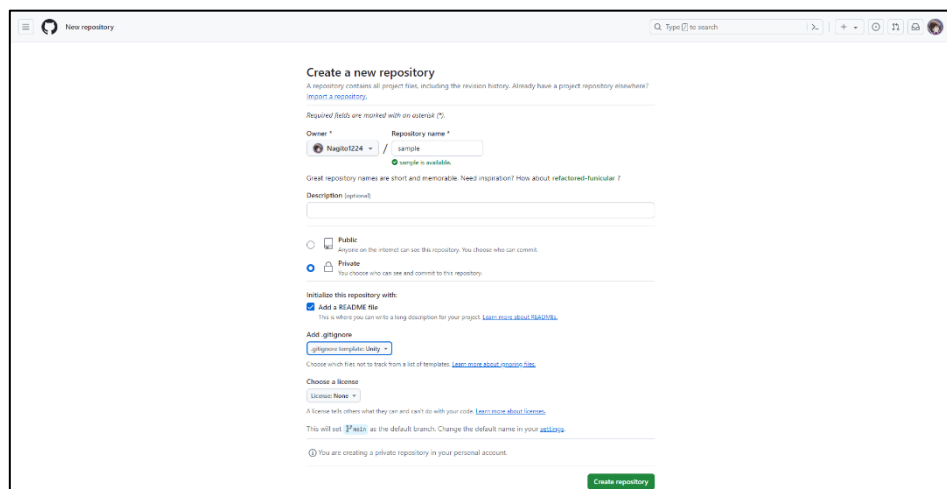 New repository
Type / to search
Create a new repository
A repository contains all project files, including the revision history. Already have a project repository elsewhere?
Import a repository.
Required fields are marked with an asterisk (*).
Owner * Repository name *
Nagito1224 / sample
sample is available.
Great repository names are short and memorable. Need inspiration? How about refactored-funicular ?
Description (optional)
Public
Anyone on the internet can see this repository. You choose who can commit.
Private
You choose who can see and commit to this repository.
Initialize this repository with:
Add a README file
This is where you can write a long description for your project. Learn more about READMEs.
Add .gitignore
.gitignore template: Unity
Choose which files not to track from a list of templates. Learn more about ignoring files.
Choose a license
License: None
A license tells others what they can and can't do with your code. Learn more about licenses.
This will set main as the default branch. Change the default name in your settings.
You are creating a private repository in your personal account.
Create repository